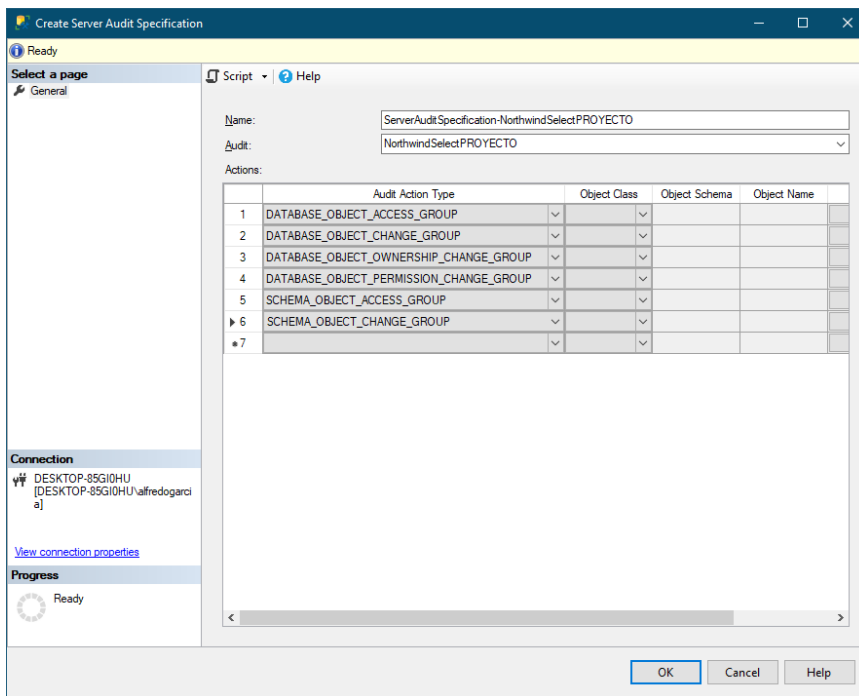 Create Server Audit Specification
Ready
Select a page
General
Script
Help
Name:
ServerAuditSpecification-NorthwindSelectPROYECTO
Audit:
NorthwindSelectPROYECTO
Actions:
Audit Action Type Object Class Object Schema Object Name
1 DATABASE_OBJECT_ACCESS_GROUP
2 DATABASE_OBJECT_CHANGE_GROUP
3 DATABASE_OBJECT_OWNERSHIP_CHANGE_GROUP
4 DATABASE_OBJECT_PERMISSION_CHANGE_GROUP
5 SCHEMA_OBJECT_ACCESS_GROUP
6 SCHEMA_OBJECT_CHANGE_GROUP
*7
Connection
DESKTOP-85GI0HU
[DESKTOP-85GI0HU\alfredogarci
a]
View connection properties
Progress
Ready
OK Cancel Help